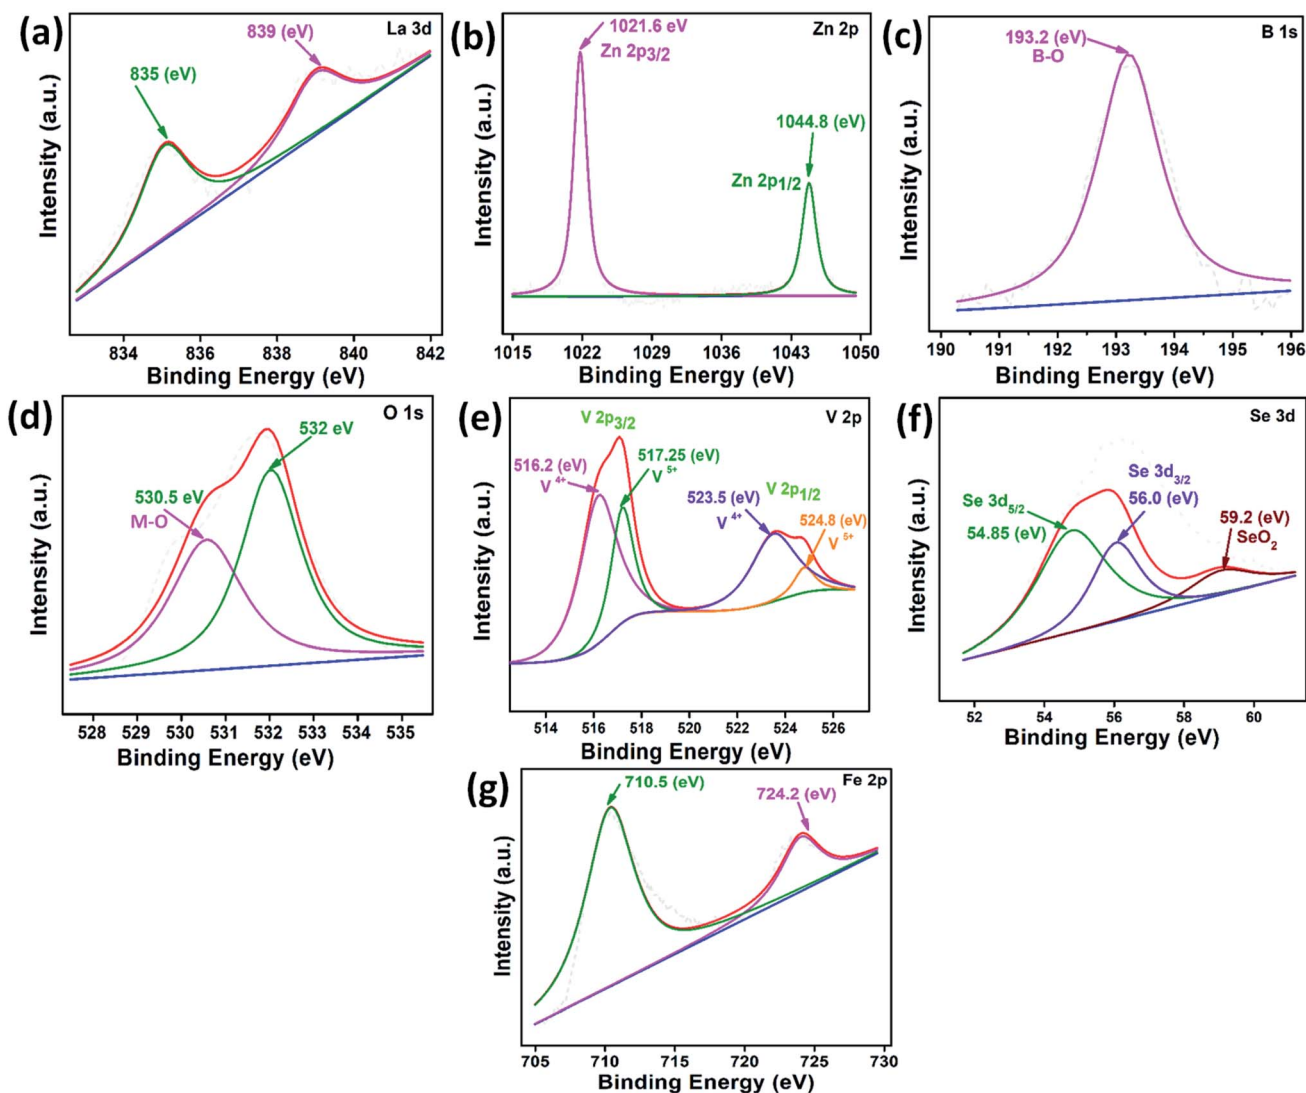 (a)
La 3d
839 (eV)
835 (eV)
Intensity (a.u.)
834 836 838 840 842
Binding Energy (eV)
(b)
1021.6 eV
Zn 2p
Zn 2p3/2
1044.8 (eV)
Zn 2p1/2
Intensity (a.u.)
1015 1022 1029 1036 1043 1050
Binding Energy (eV)
(c)
B 1s
193.2 (eV)
B-O
Intensity (a.u.)
190 191 192 193 194 195 196
Binding Energy (eV)
(d)
O 1s
532 eV
530.5 eV
M-O
Intensity (a.u.)
528 529 530 531 532 533 534 535
Binding Energy (eV)
(e)
V 2p3/2
V 2p
516.2 (eV)
V 4+
517.25 (eV)
V 5+
523.5 (eV)
V 4+
V 2p1/2
524.8 (eV)
V 5+
Intensity (a.u.)
514 516 518 520 522 524 526
Binding Energy (eV)
(f)
Se 3d
Se 3d3/2
56.0 (eV)
Se 3d5/2
54.85 (eV)
59.2 (eV)
SeO2
Intensity (a.u.)
52 54 56 58 60
Binding Energy (eV)
(g)
710.5 (eV)
Fe 2p
724.2 (eV)
Intensity (a.u.)
705 710 715 720 725 730
Binding Energy (eV)